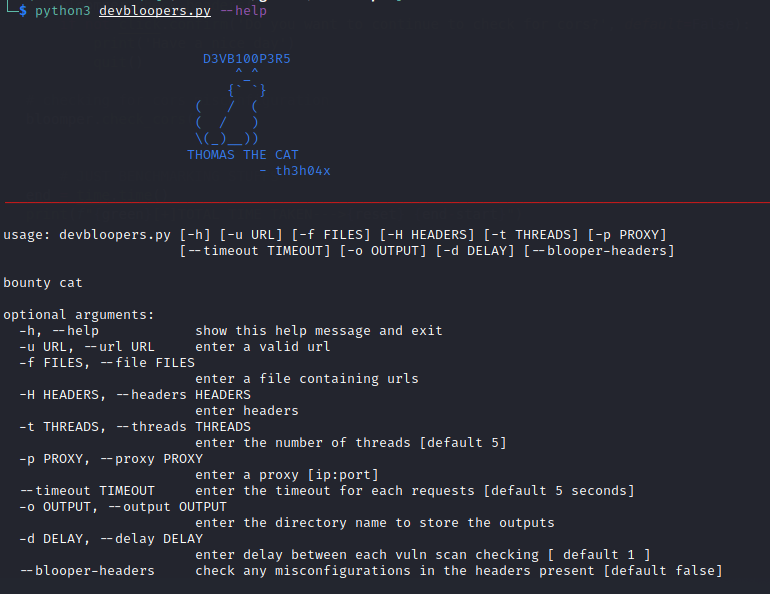 └─$ python3 devbloopers.py --help
D3VB100P3R5
^_^
{` `}
(   /  (
(  /   )
\(_)__))
THOMAS THE CAT
- th3h04x
usage: devbloopers.py [-h] [-u URL] [-f FILES] [-H HEADERS] [-t THREADS] [-p PROXY]
[--timeout TIMEOUT] [-o OUTPUT] [-d DELAY] [--blooper-headers]
bounty cat
optional arguments:
-h, --help            show this help message and exit
-u URL, --url URL     enter a valid url
-f FILES, --file FILES
enter a file containing urls
-H HEADERS, --headers HEADERS
enter headers
-t THREADS, --threads THREADS
enter the number of threads [default 5]
-p PROXY, --proxy PROXY
enter a proxy [ip:port]
--timeout TIMEOUT     enter the timeout for each requests [default 5 seconds]
-o OUTPUT, --output OUTPUT
enter the directory name to store the outputs
-d DELAY, --delay DELAY
enter delay between each vuln scan checking [ default 1 ]
--blooper-headers     check any misconfigurations in the headers present [default false]